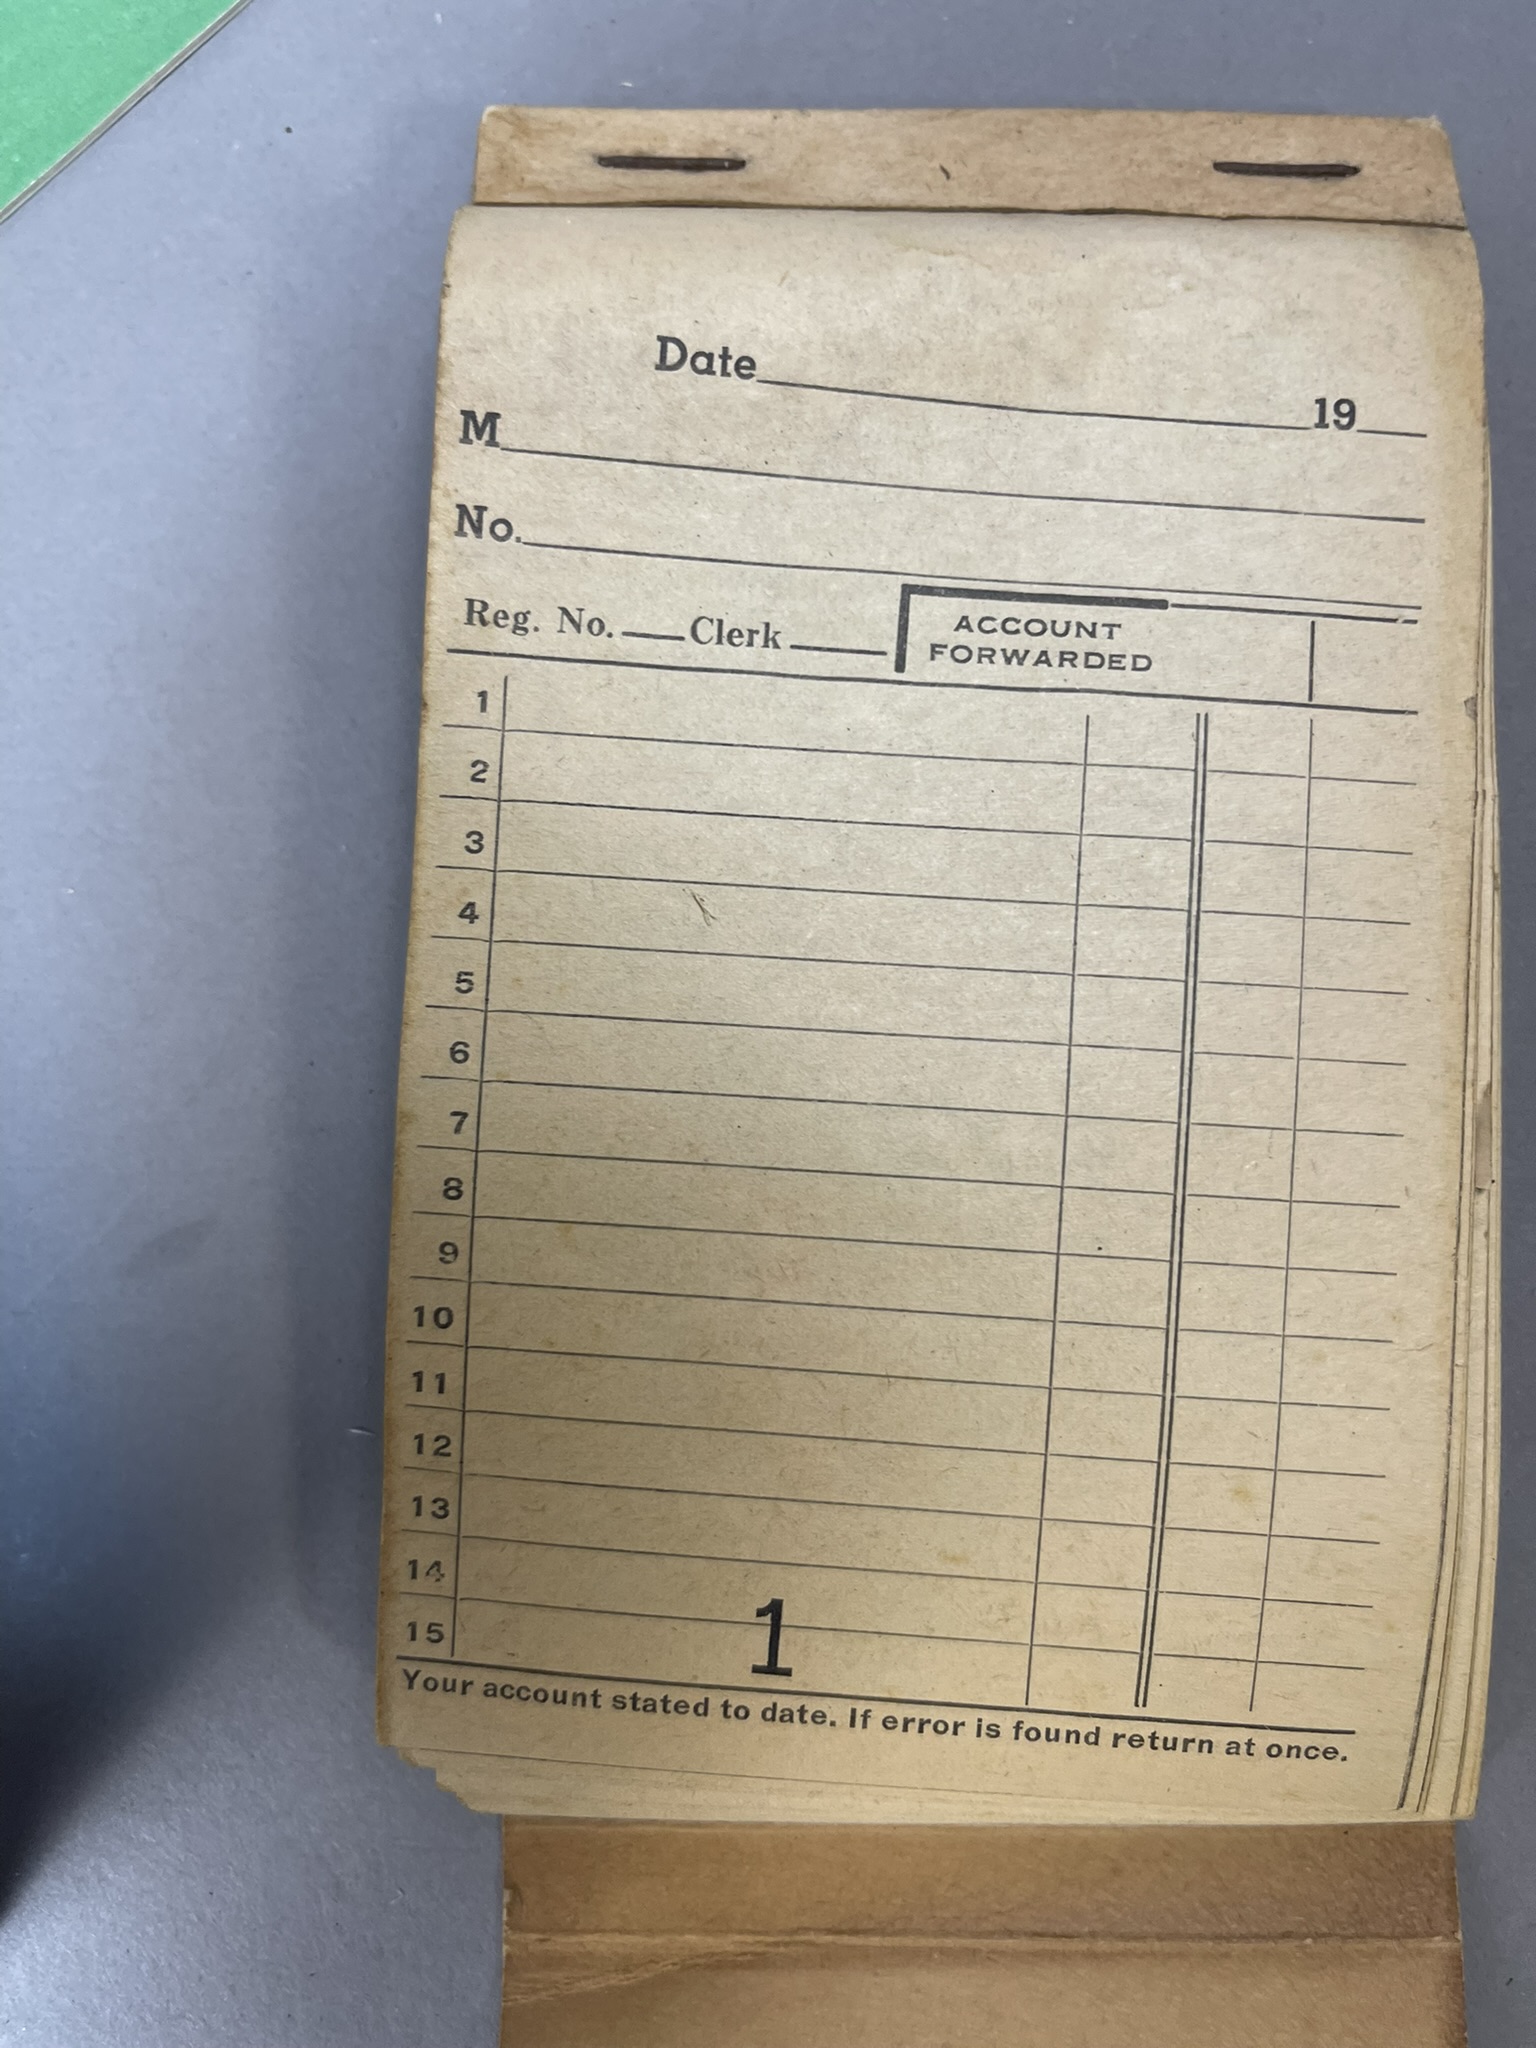 Date 19
M
No.
Reg. No. Clerk
ACCOUNT
FORWARDED
1
2
3
4
5
6
7
8
9
10
11
12
13
14
15
1
Your account stated to date. If error is found return at once.